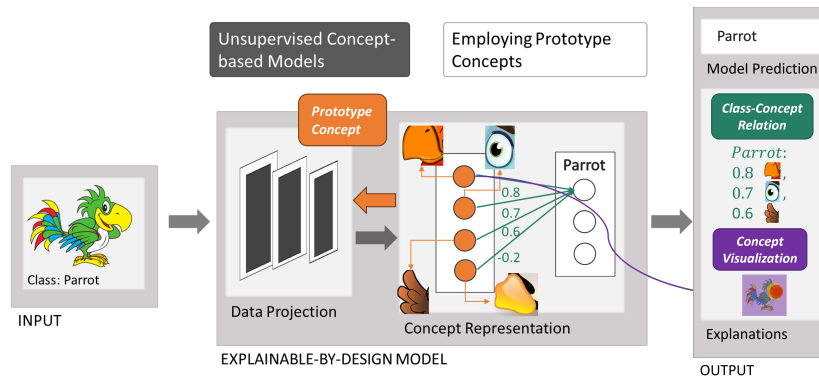 Unsupervised Concept-
based Models
Employing Prototype
Concepts
Class: Parrot
INPUT
Prototype
Concept
Data Projection
Parrot
0.8
0.7
0.6
-0.2
Concept Representation
EXPLAINABLE-BY-DESIGN MODEL
Parrot
Model Prediction
Class-Concept
Relation
Parrot:
0.8 ,
0.7 ,
0.6
Concept
Visualization
Explanations
OUTPUT